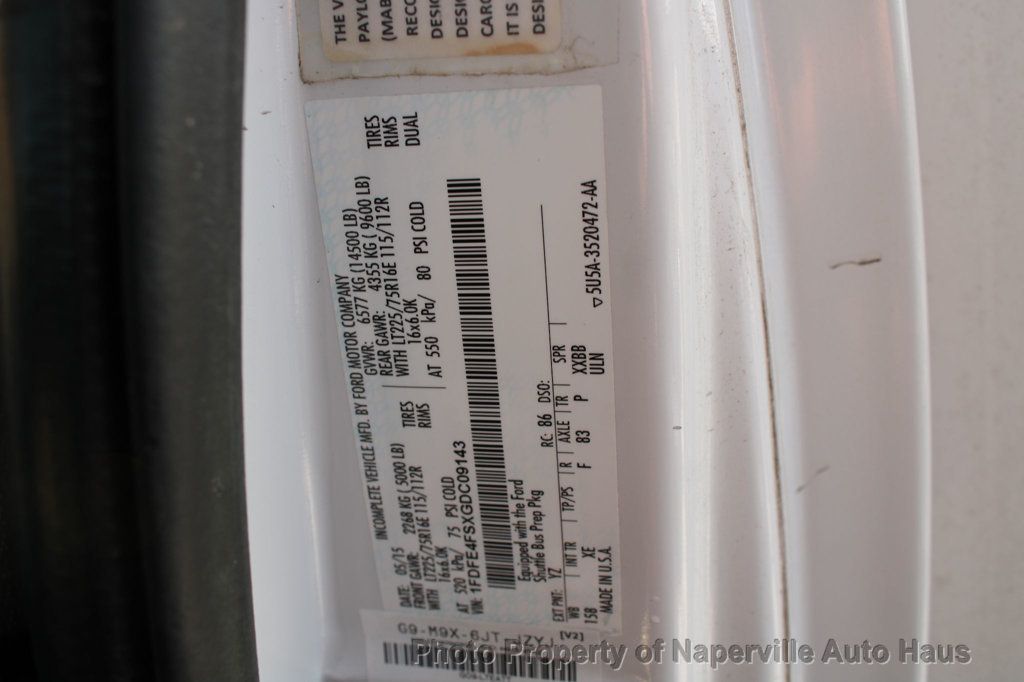 THE V
PAYLO
(MAB
RECO
DESIG
DESIG
CARG
IT IS
DESI
INCOMPLETE VEHICLE MFD. BY FORD MOTOR COMPANY
DATE: 05/15 GVWR: 6577 KG (14500 LB)
FRONT GAWR: 2268 KG ( 5000 LB) REAR GAWR: 4355 KG ( 9600 LB)
LT225/75R16E 115/112R TIRES WITH LT225/75R16E 115/112R TIRES
WITH 16x6.0K RIMS 16x6.0K RIMS
AT 520 kPa/ 75 PSI COLD AT 550 kPa/ 80 PSI COLD DUAL
VIN: 1FDFE4FSXGDC09143
Equipped with the Ford
Shuttle Bus Prep Pkg
EXT PNT: YZ RC: 86 DSO:
WB INT TR TP/PS R AXLE TR SPR
158 XE F 83 P XXBB
MADE IN U.S.A. ULN
▽5U5A-3520472-AA
Photo Property of Naperville Auto Haus